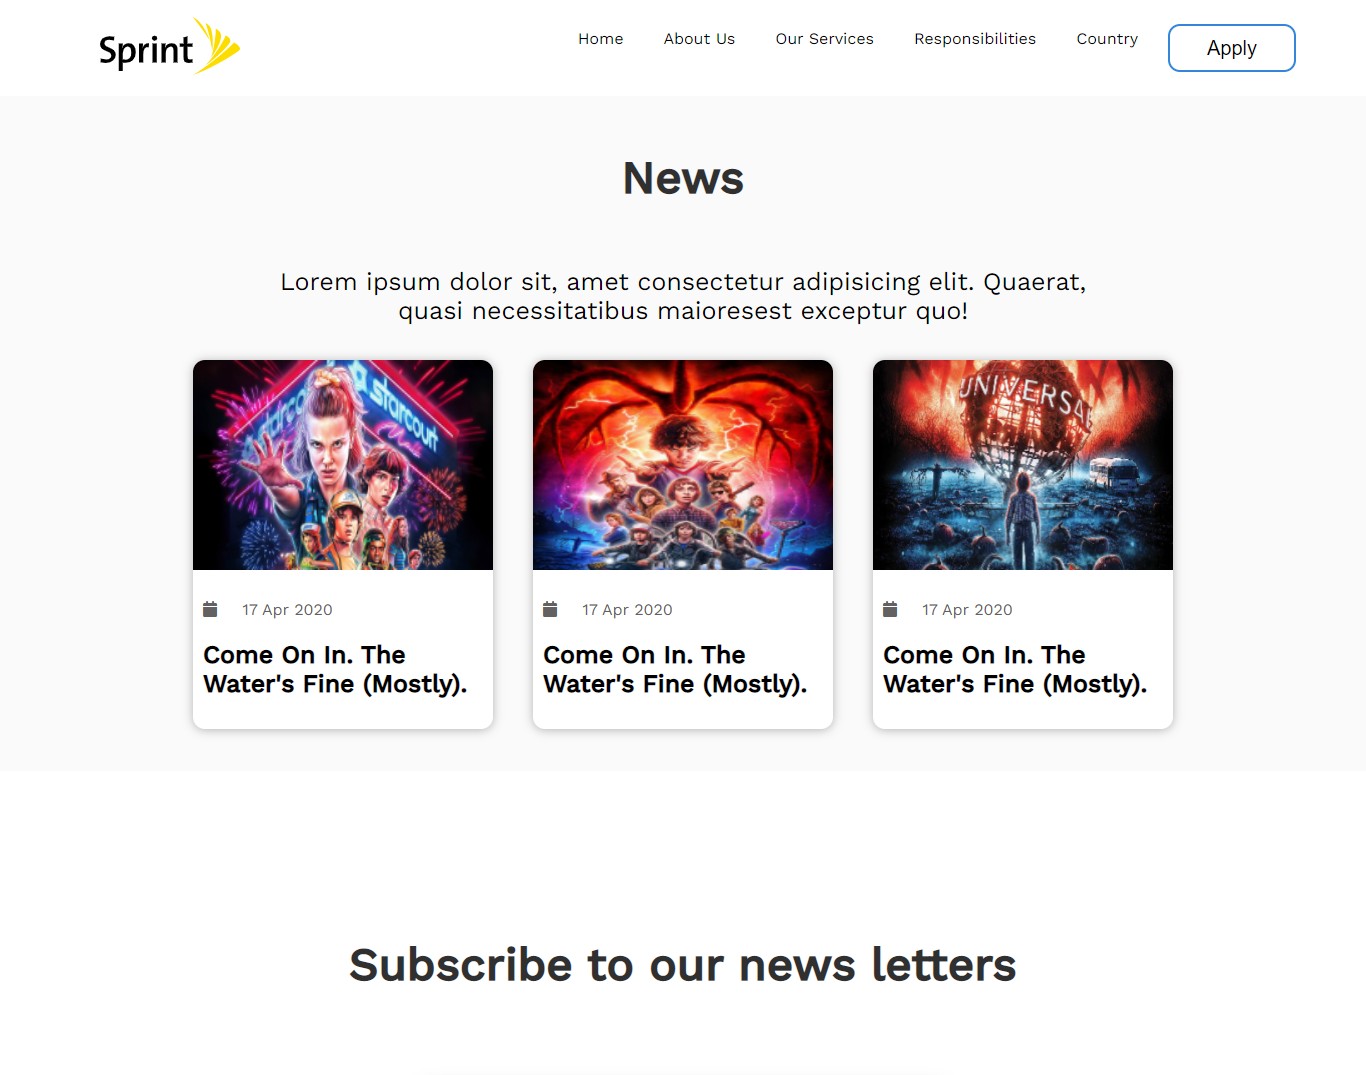 Sprint
Home
About Us
Our Services
Responsibilities
Country
Apply
News
Lorem ipsum dolor sit, amet consectetur adipisicing elit. Quaerat,
quasi necessitatibus maioresest exceptur quo!
starcourt
UNIVERSAL
17 Apr 2020
Come On In. The
Water's Fine (Mostly).
17 Apr 2020
Come On In. The
Water's Fine (Mostly).
17 Apr 2020
Come On In. The
Water's Fine (Mostly).
Subscribe to our news letters